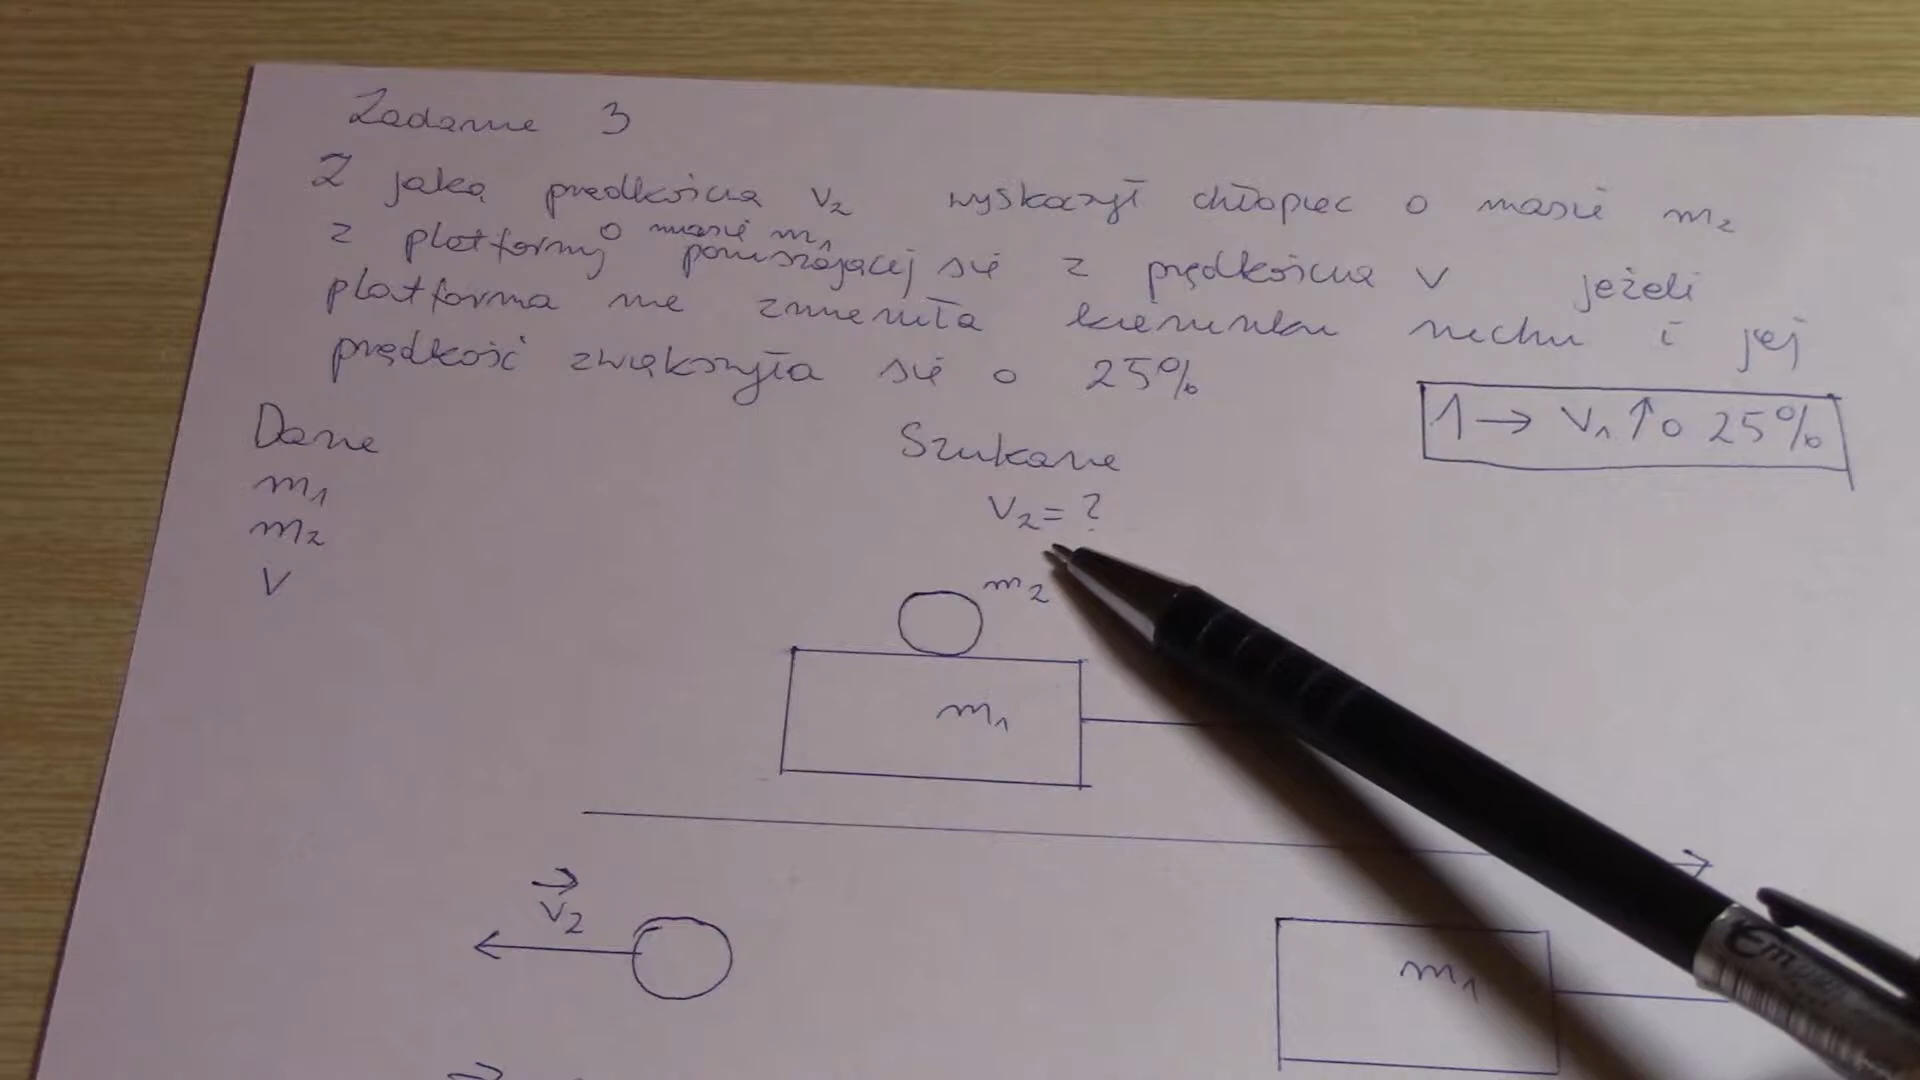 Zadanie 3
Z jaką prędkością v₂ wyskoczył chłopiec o masie m₂
z platformy o masie m₁ poruszającej się z prędkością v jeżeli
platforma nie zmieniła kierunku ruchu i jej
prędkość zwiększyła się o 25%
1 → v₁ ↑ o 25%
Dane
m₁
m₂
v
Szukane
v₂ = ?
m₂
m₁
v₂
m₁